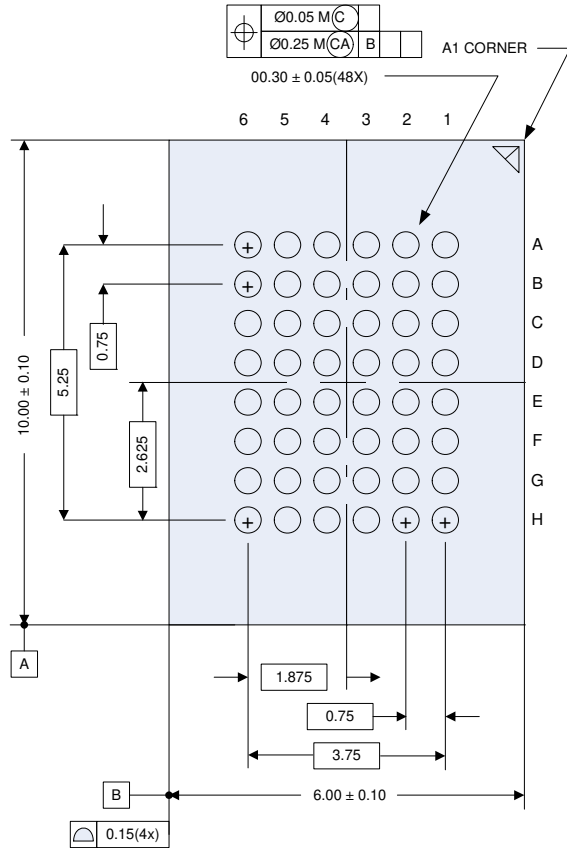 Ø0.05 M C
Ø0.25 M CA B
A1 CORNER
00.30 ± 0.05(48X)
6 5 4 3 2 1
A
B
C
D
E
F
G
H
0.75
5.25
10.00 ± 0.10
2.625
A
1.875
0.75
3.75
B
6.00 ± 0.10
0.15(4x)